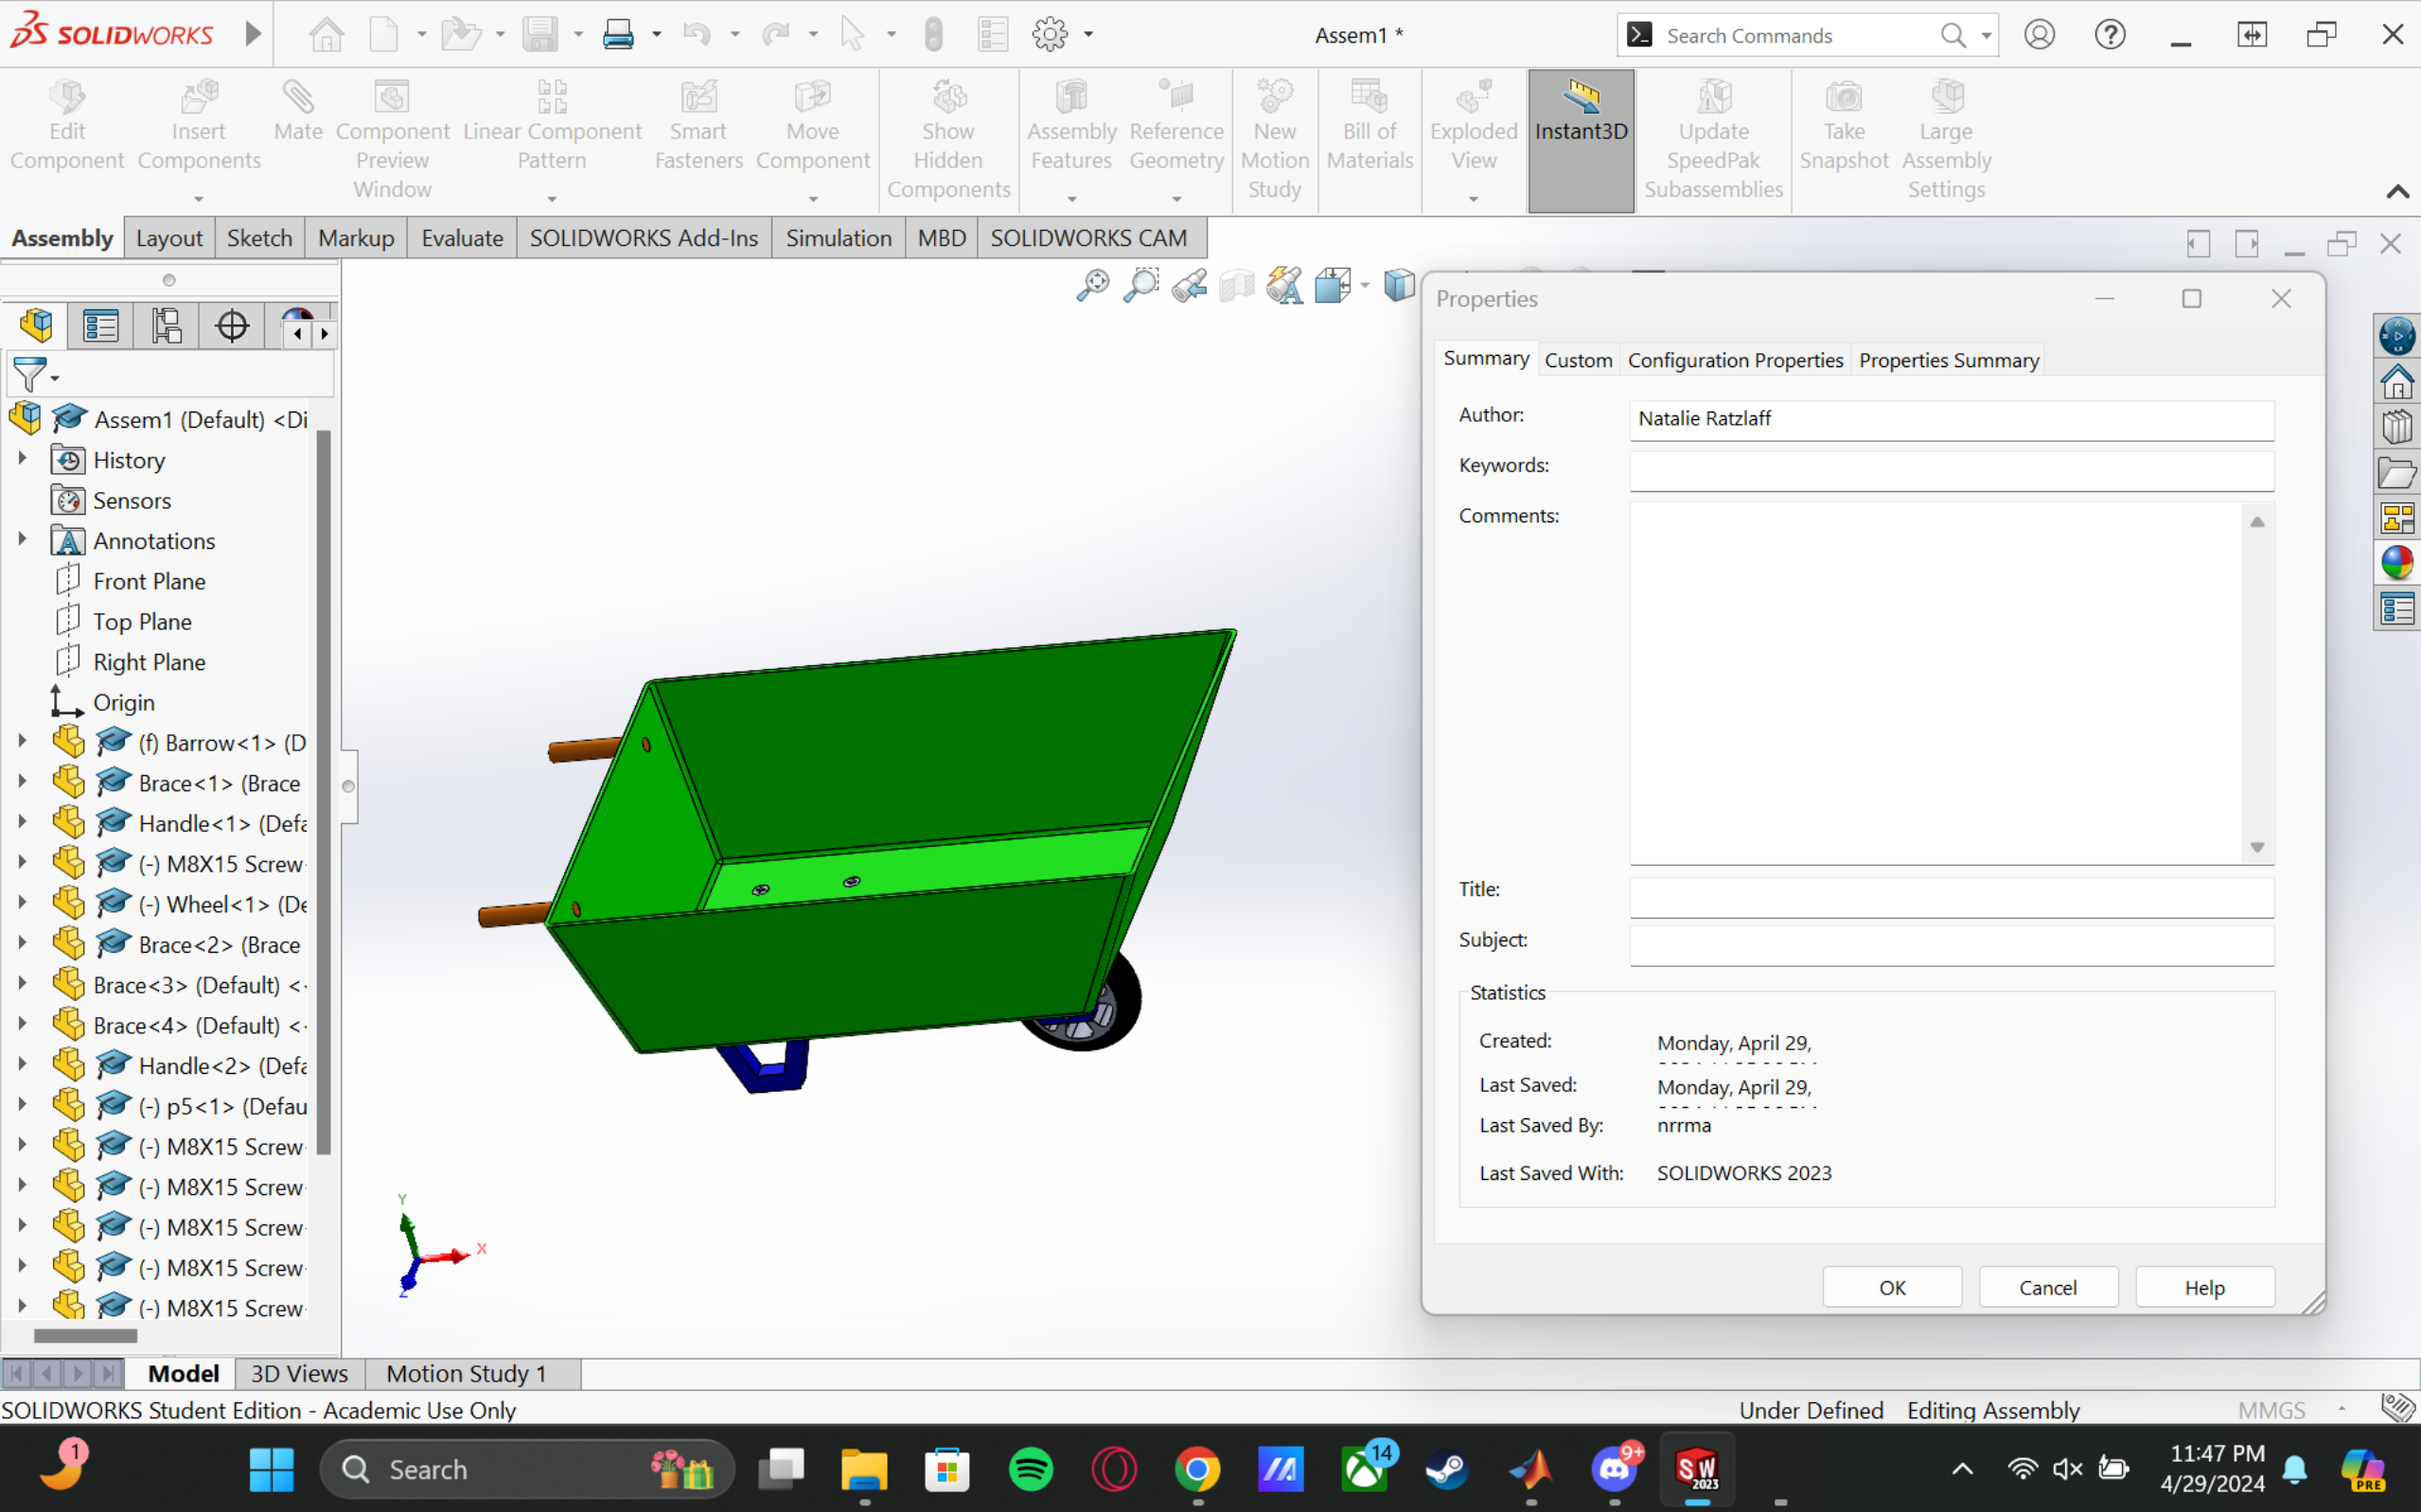 SOLIDWORKS
Assem1 *
Search Commands
Edit Component
Insert Components
Mate
Component Preview Window
Linear Component Pattern
Smart Fasteners
Move Component
Show Hidden Components
Assembly Features
Reference Geometry
New Motion Study
Bill of Materials
Exploded View
Instant3D
Update SpeedPak Subassemblies
Take Snapshot
Large Assembly Settings
Assembly
Layout
Sketch
Markup
Evaluate
SOLIDWORKS Add-Ins
Simulation
MBD
SOLIDWORKS CAM
Assem1 (Default) <Di
History
Sensors
Annotations
Front Plane
Top Plane
Right Plane
Origin
(f) Barrow<1> (D
Brace<1> (Brace
Handle<1> (Defa
(-) M8X15 Screw
(-) Wheel<1> (De
Brace<2> (Brace
Brace<3> (Default) <
Brace<4> (Default) <
Handle<2> (Defa
(-) p5<1> (Defau
(-) M8X15 Screw
(-) M8X15 Screw
(-) M8X15 Screw
(-) M8X15 Screw
(-) M8X15 Screw
Y
X
Z
Properties
Summary
Custom
Configuration Properties
Properties Summary
Author: Natalie Ratzlaff
Keywords:
Comments:
Title:
Subject:
Statistics
Created: Monday, April 29,
Last Saved: Monday, April 29,
Last Saved By: nrrma
Last Saved With: SOLIDWORKS 2023
OK
Cancel
Help
Model
3D Views
Motion Study 1
SOLIDWORKS Student Edition - Academic Use Only
Under Defined
Editing Assembly
MMGS
1
Search
14
9+
SW
2023
11:47 PM
4/29/2024
PRE